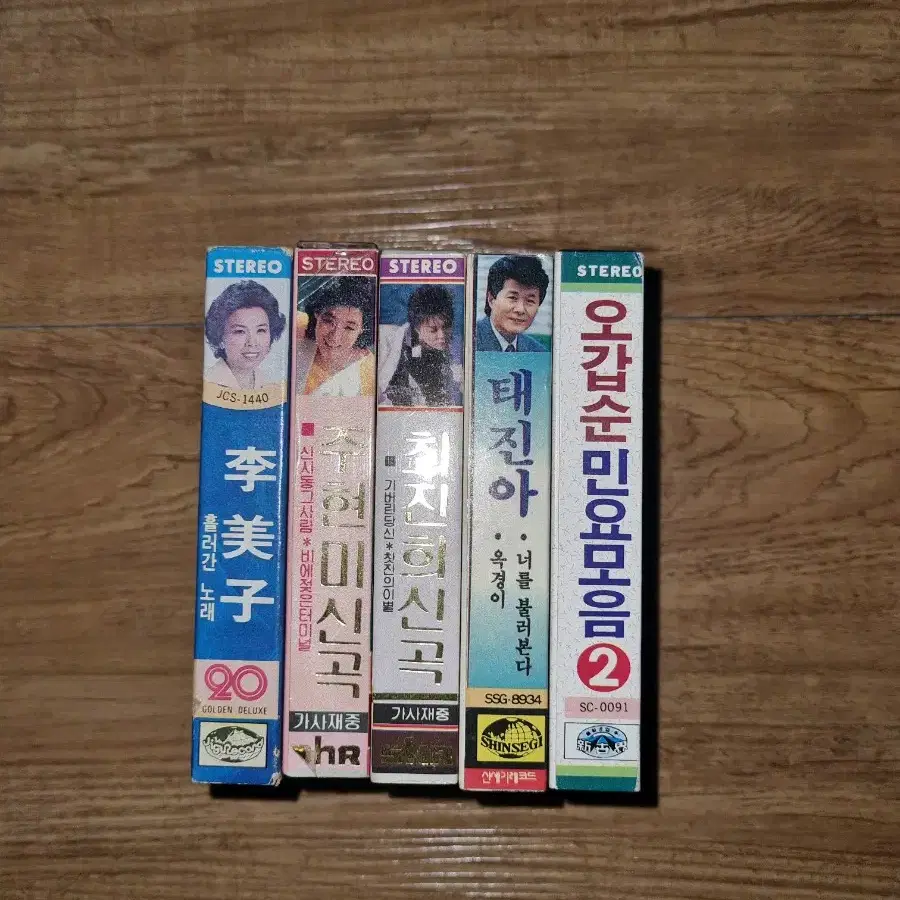 STEREO
JCS-1440
李美子
흘러간 노래
20
GOLDEN DELUXE
STEREO
주현미신곡
신사동그사람 * 비에젖은터미널
가사재중
STEREO
최진희신곡
가버린당신 * 찻잔의이별
가사재중
태진아
· 너를 불러본다
· 옥경이
SSG-8934
SHINSEGI
신세기레코드
STEREO
오갑순민요모음
2
SC-0091